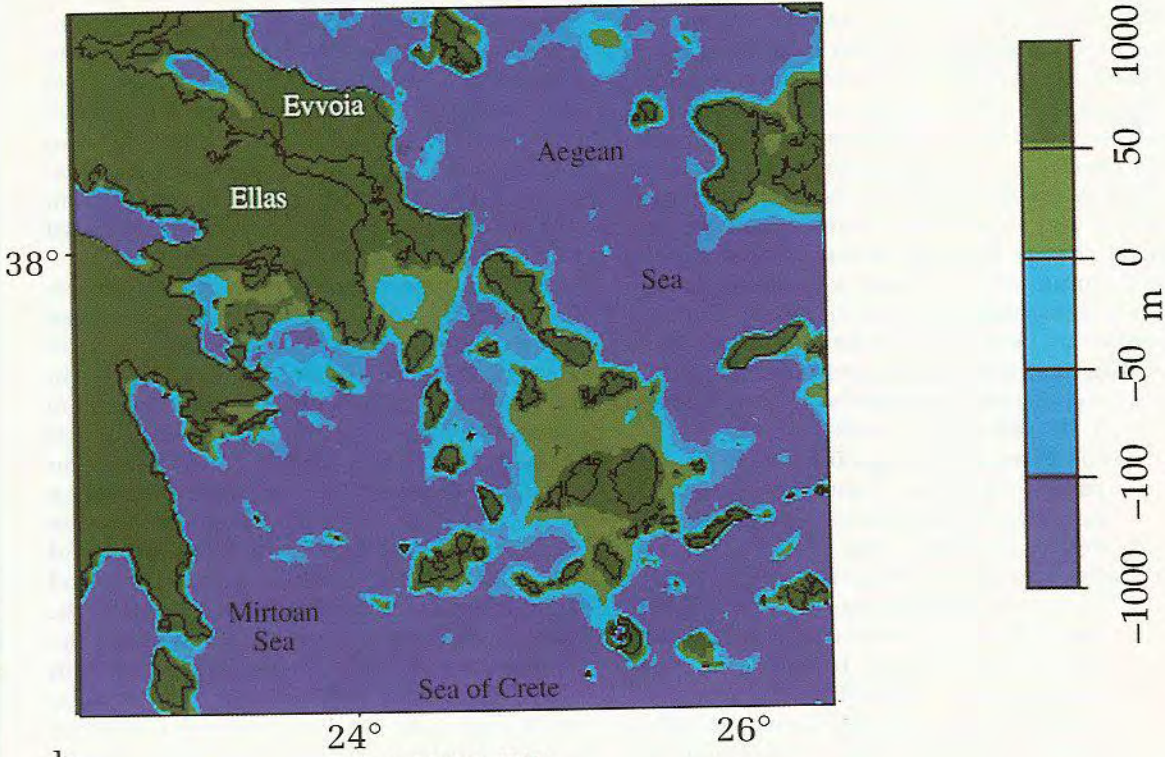 Evvoia
Aegean
Ellas
38°
Sea
Mirtoan
Sea
Sea of Crete
24°
26°
1000
50
0
m
−50
−100
−1000